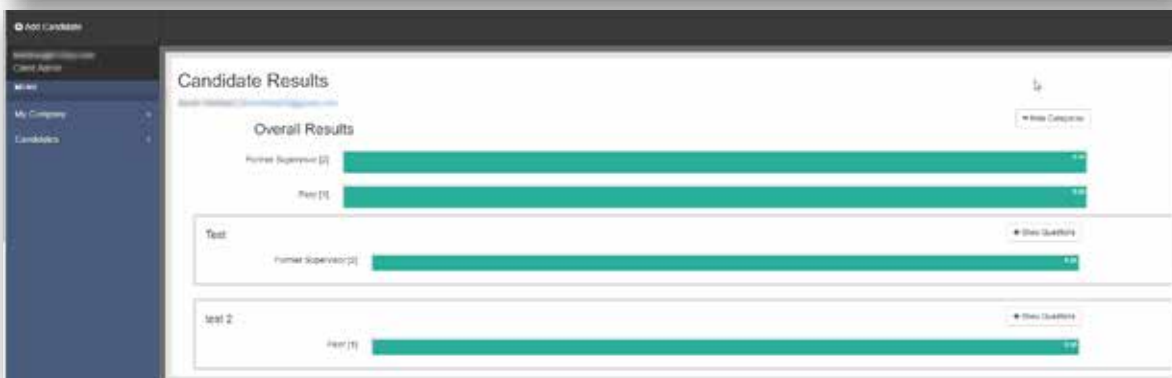 Add Candidate
Client Admin
MENU
My Company
Candidates
Candidate Results
Hide Categories
Overall Results
Former Supervisor [2]
Peer [1]
Test
Show Questions
Former Supervisor [2]
test 2
Show Questions
Peer [1]